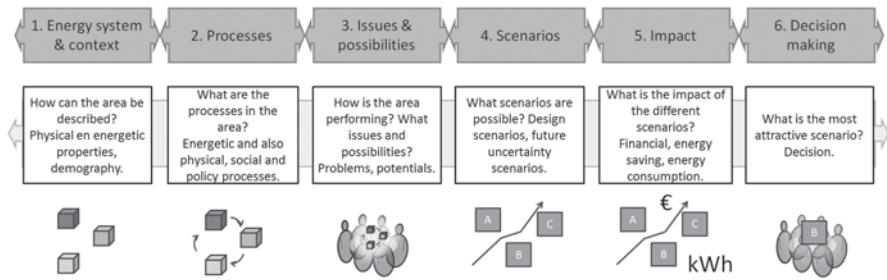 1. Energy system
& context
2. Processes
3. Issues &
possibilities
4. Scenarios
5. Impact
6. Decision
making
How can the area be
described?
Physical en energetic
properties,
demography.
What are the
processes in the
area?
Energetic and also
physical, social and
policy processes.
How is the area
performing? What
issues and
possibilities?
Problems, potentials.
What scenarios are
possible? Design
scenarios, future
uncertainty
scenarios.
What is the impact of
the different
scenarios?
Financial, energy
saving, energy
consumption.
What is the most
attractive scenario?
Decision.
A
C
B
€
A
C
B
kWh
B